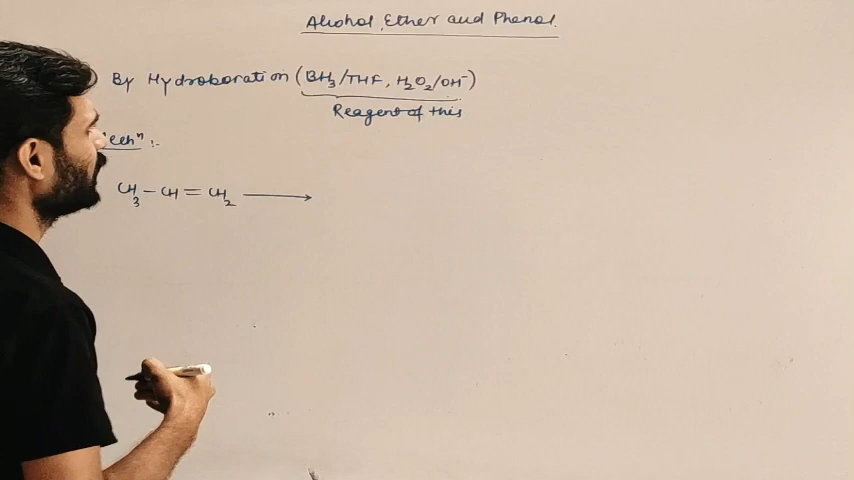 Alcohol, Ether and Phenol.
By Hydroboration (BH3/THF, H2O2/OH-)
Reagent of this
:-
CH3-CH=CH2 ⟶